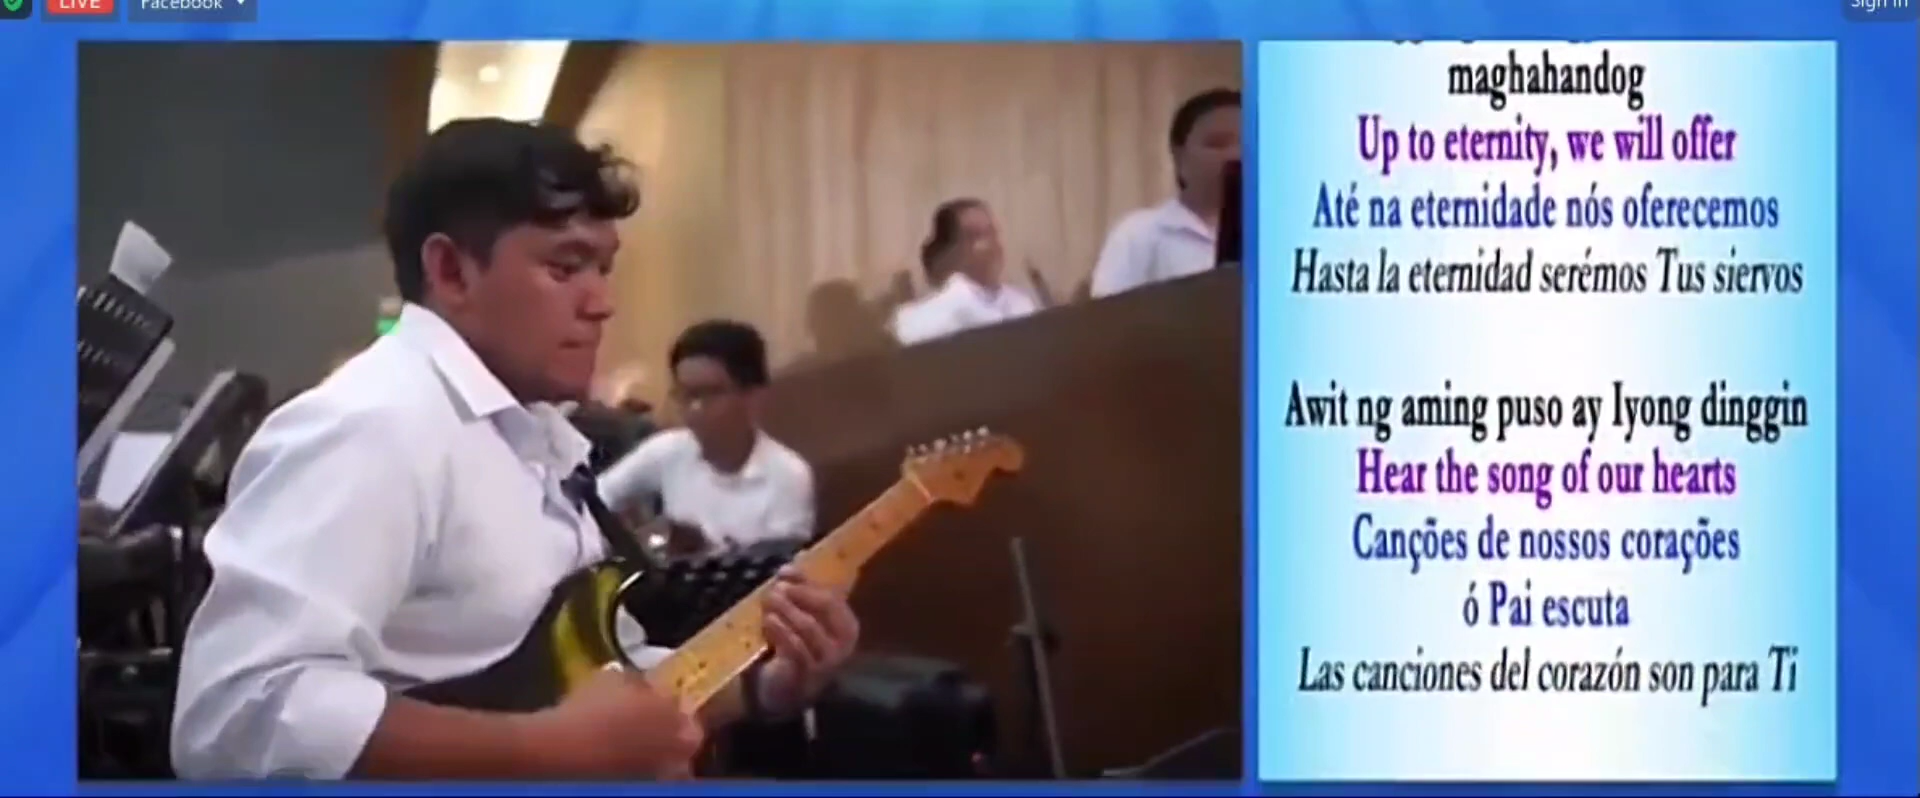 LIVE
Facebook
Sign in
maghahandog
Up to eternity, we will offer
Até na eternidade nós oferecemos
Hasta la eternidad serémos Tus siervos
Awit ng aming puso ay Iyong dinggin
Hear the song of our hearts
Canções de nossos corações
ó Pai escuta
Las canciones del corazón son para Ti